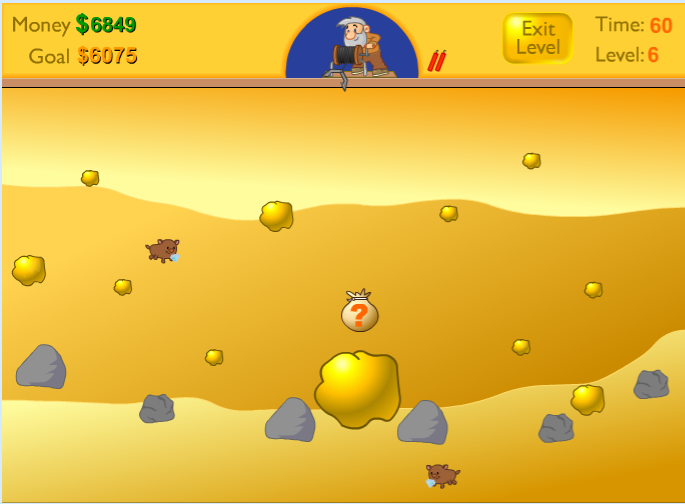 Money $6849
Goal $6075
Exit
Level
Time: 60
Level: 6
?